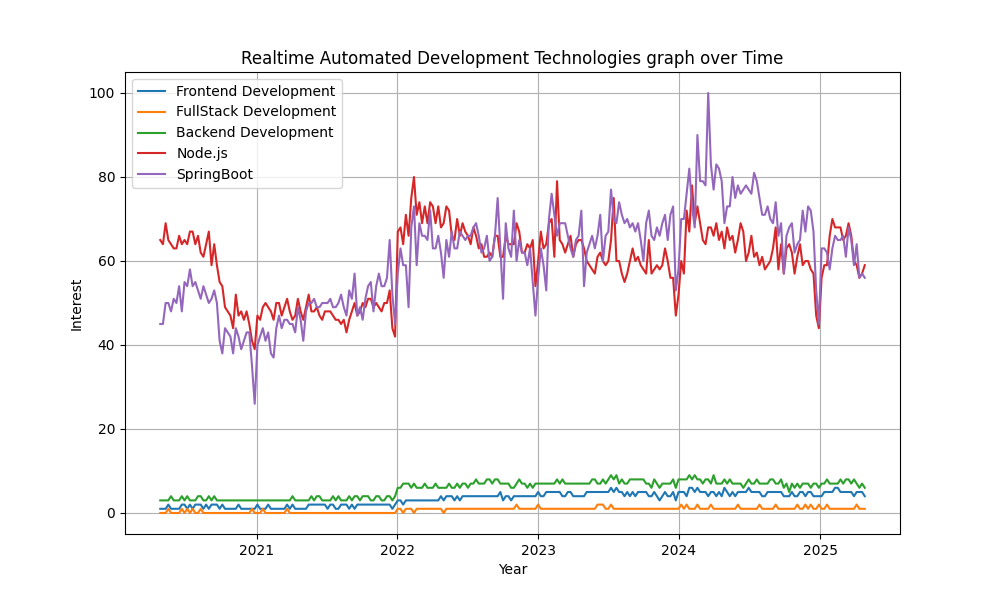 Realtime Automated Development Technologies graph over Time
100
80
60
40
20
0
Interest
Frontend Development
FullStack Development
Backend Development
Node.js
SpringBoot
2021
2022
2023
2024
2025
Year